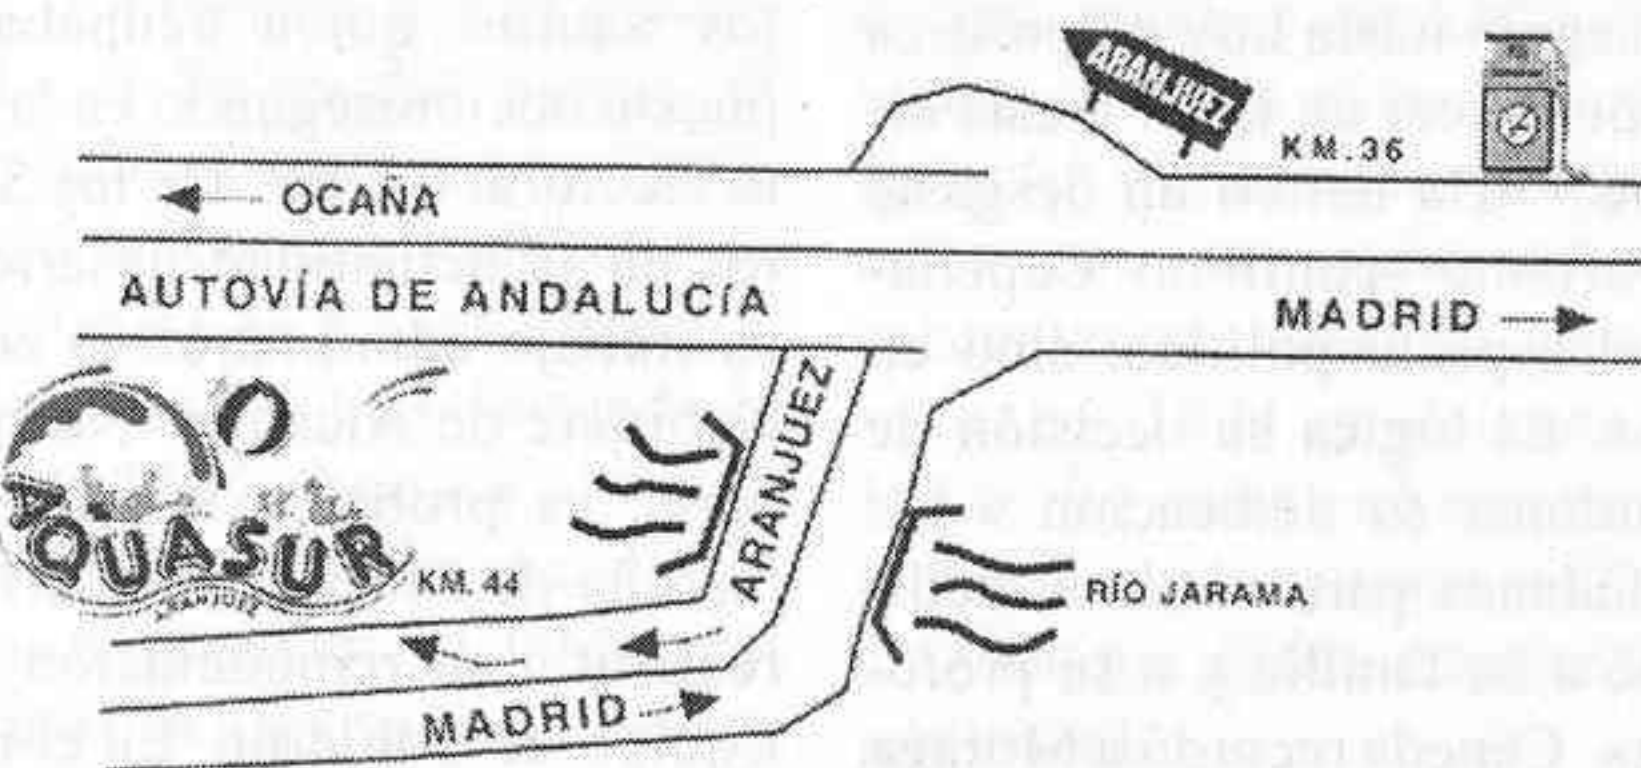 ARANJUEZ
KM.36
OCAÑA
AUTOVÍA DE ANDALUCÍA
MADRID
ARANJUEZ
AQUASUR
ARANJUEZ
KM. 44
RÍO JARAMA
MADRID